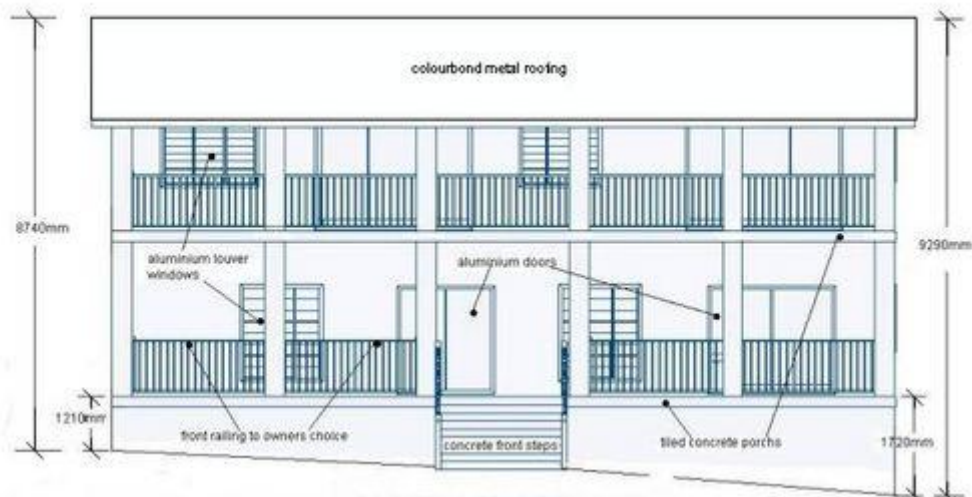 colourbond metal roofing
8740mm
9290mm
aluminium louver
windows
aluminium doors
1210mm
front railing to owners choice
concrete front steps
tiled concrete porchs
1720mm